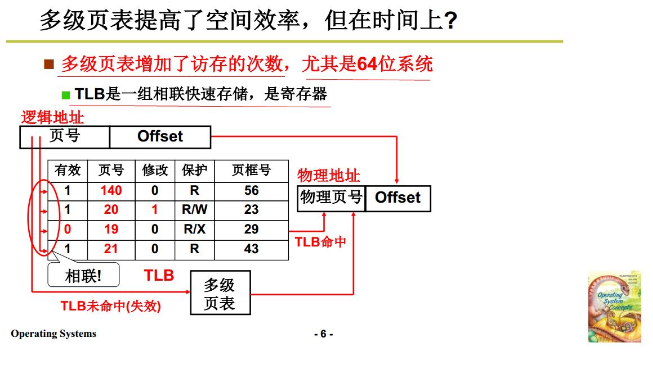 多级页表提高了空间效率，但在时间上?
多级页表增加了访存的次数，尤其是64位系统
TLB是一组相联快速存储，是寄存器
逻辑地址
页号 Offset
有效 页号 修改 保护 页框号
1 140 0 R 56
1 20 1 R/W 23
0 19 0 R/X 29
1 21 0 R 43
物理地址
物理页号 Offset
TLB命中
相联!
TLB
多级
页表
TLB未命中(失效)
Operating Systems
- 6 -
Operating
System
Concepts